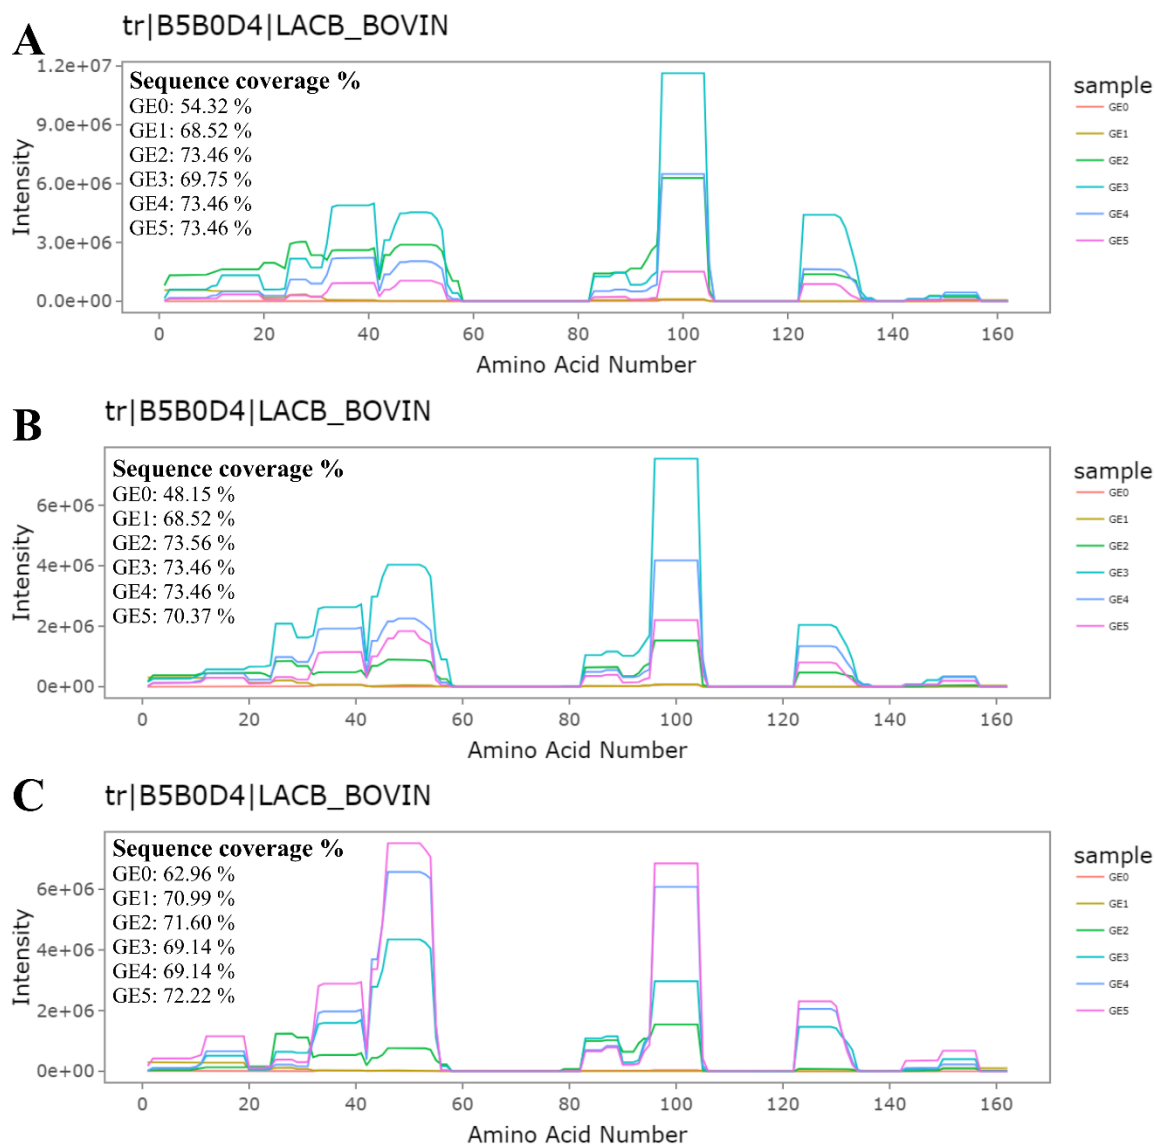 A
tr|B5B0D4|LACB_BOVIN
Sequence coverage %
GE0: 54.32 %
GE1: 68.52 %
GE2: 73.46 %
GE3: 69.75 %
GE4: 73.46 %
GE5: 73.46 %
1.2e+07
9.0e+06
6.0e+06
3.0e+06
0.0e+00
Intensity
0 20 40 60 80 100 120 140 160
Amino Acid Number
sample
GE0
GE1
GE2
GE3
GE4
GE5
B
tr|B5B0D4|LACB_BOVIN
Sequence coverage %
GE0: 48.15 %
GE1: 68.52 %
GE2: 73.56 %
GE3: 73.46 %
GE4: 73.46 %
GE5: 70.37 %
6e+06
4e+06
2e+06
0e+00
Intensity
0 20 40 60 80 100 120 140 160
Amino Acid Number
sample
GE0
GE1
GE2
GE3
GE4
GE5
C
tr|B5B0D4|LACB_BOVIN
Sequence coverage %
GE0: 62.96 %
GE1: 70.99 %
GE2: 71.60 %
GE3: 69.14 %
GE4: 69.14 %
GE5: 72.22 %
6e+06
4e+06
2e+06
0e+00
Intensity
0 20 40 60 80 100 120 140 160
Amino Acid Number
sample
GE0
GE1
GE2
GE3
GE4
GE5